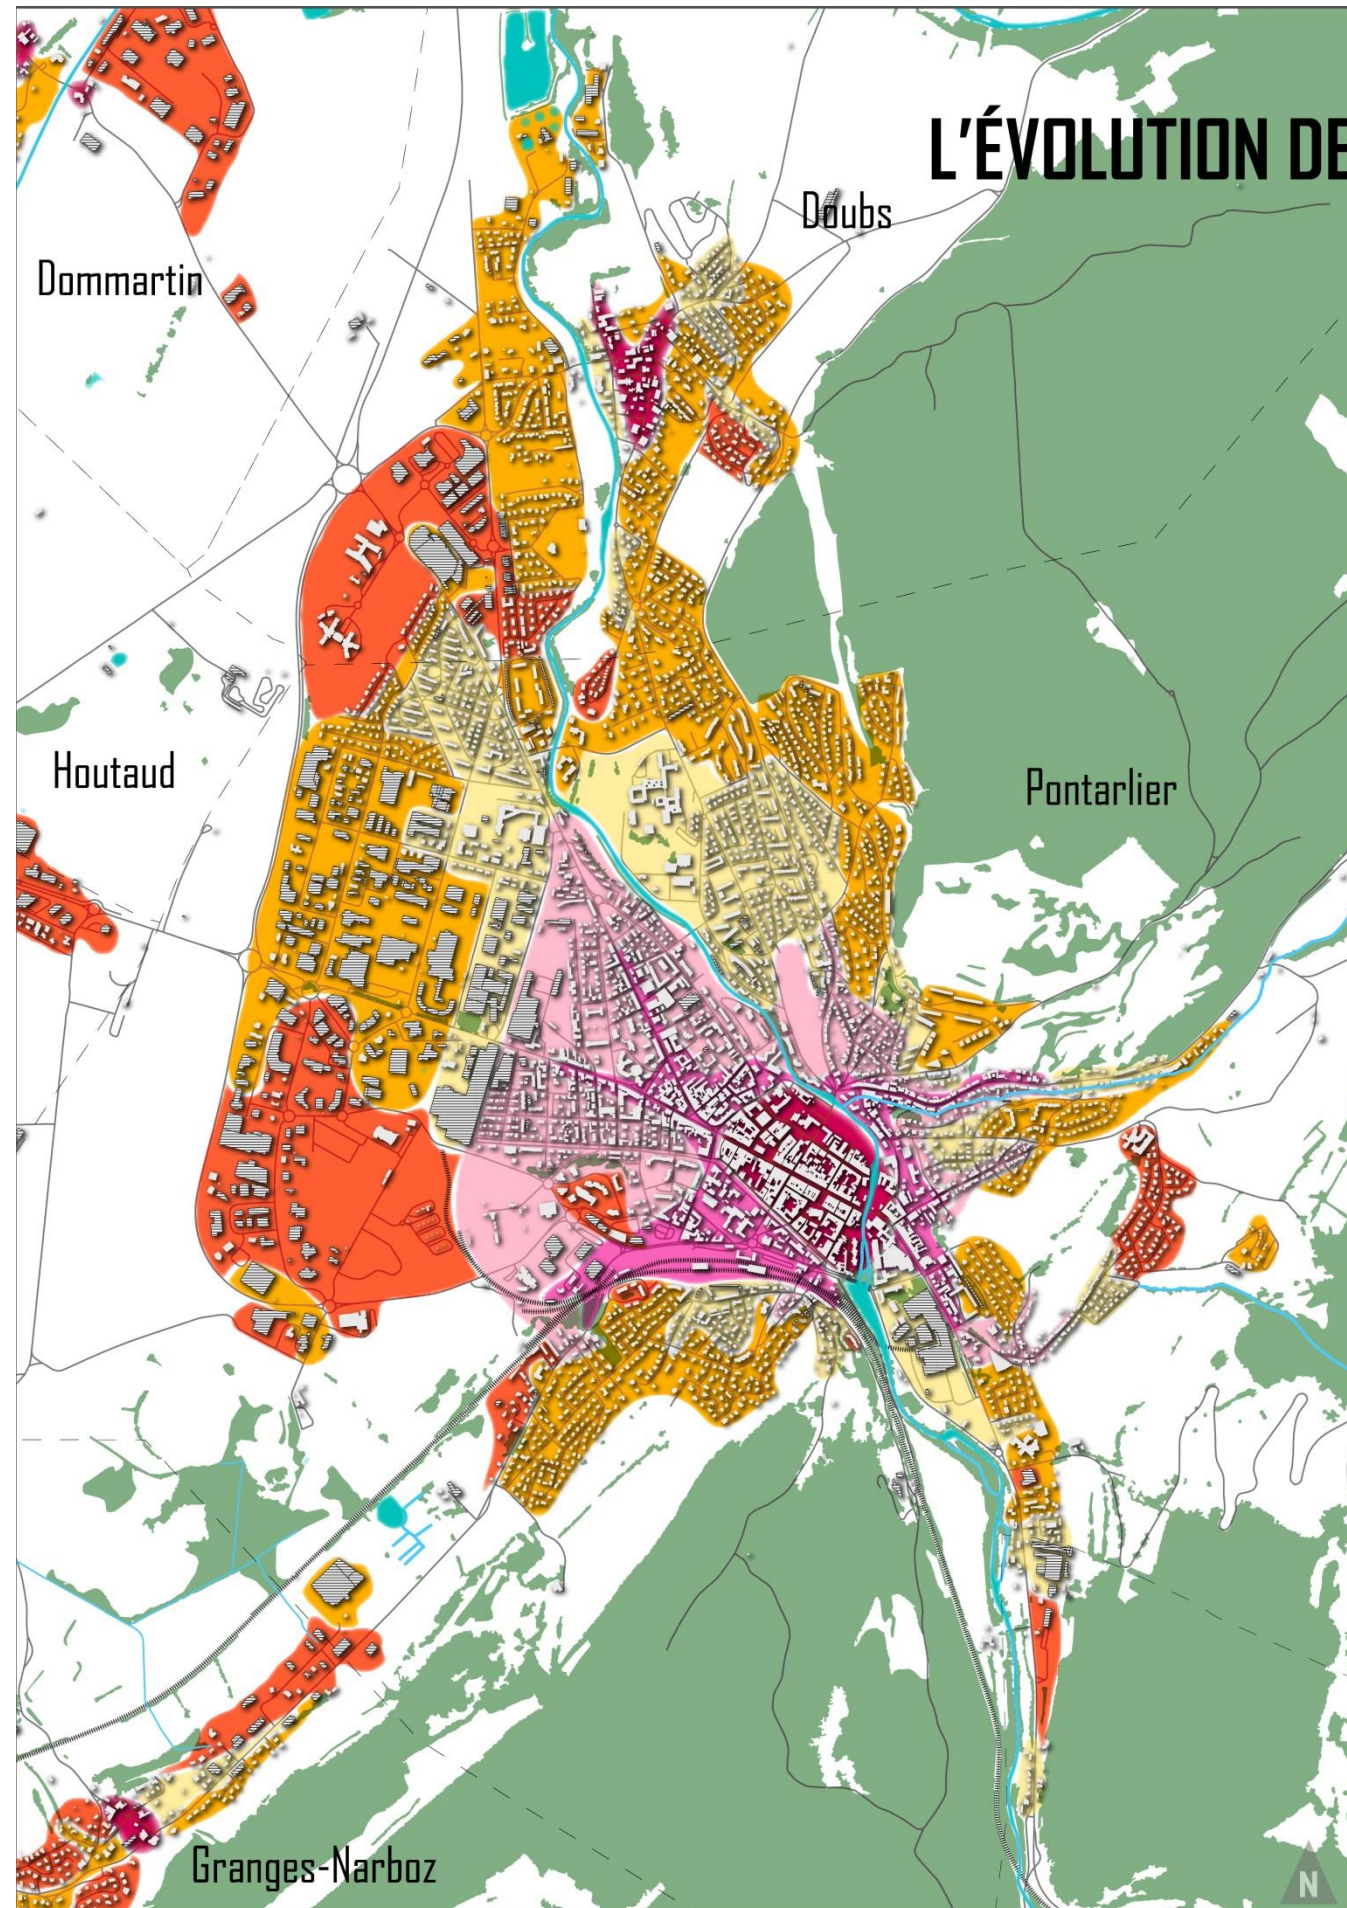 L'ÉVOLUTION DE
Doubs
Dommartin
Houtaud
Pontarlier
Granges-Narboz
N